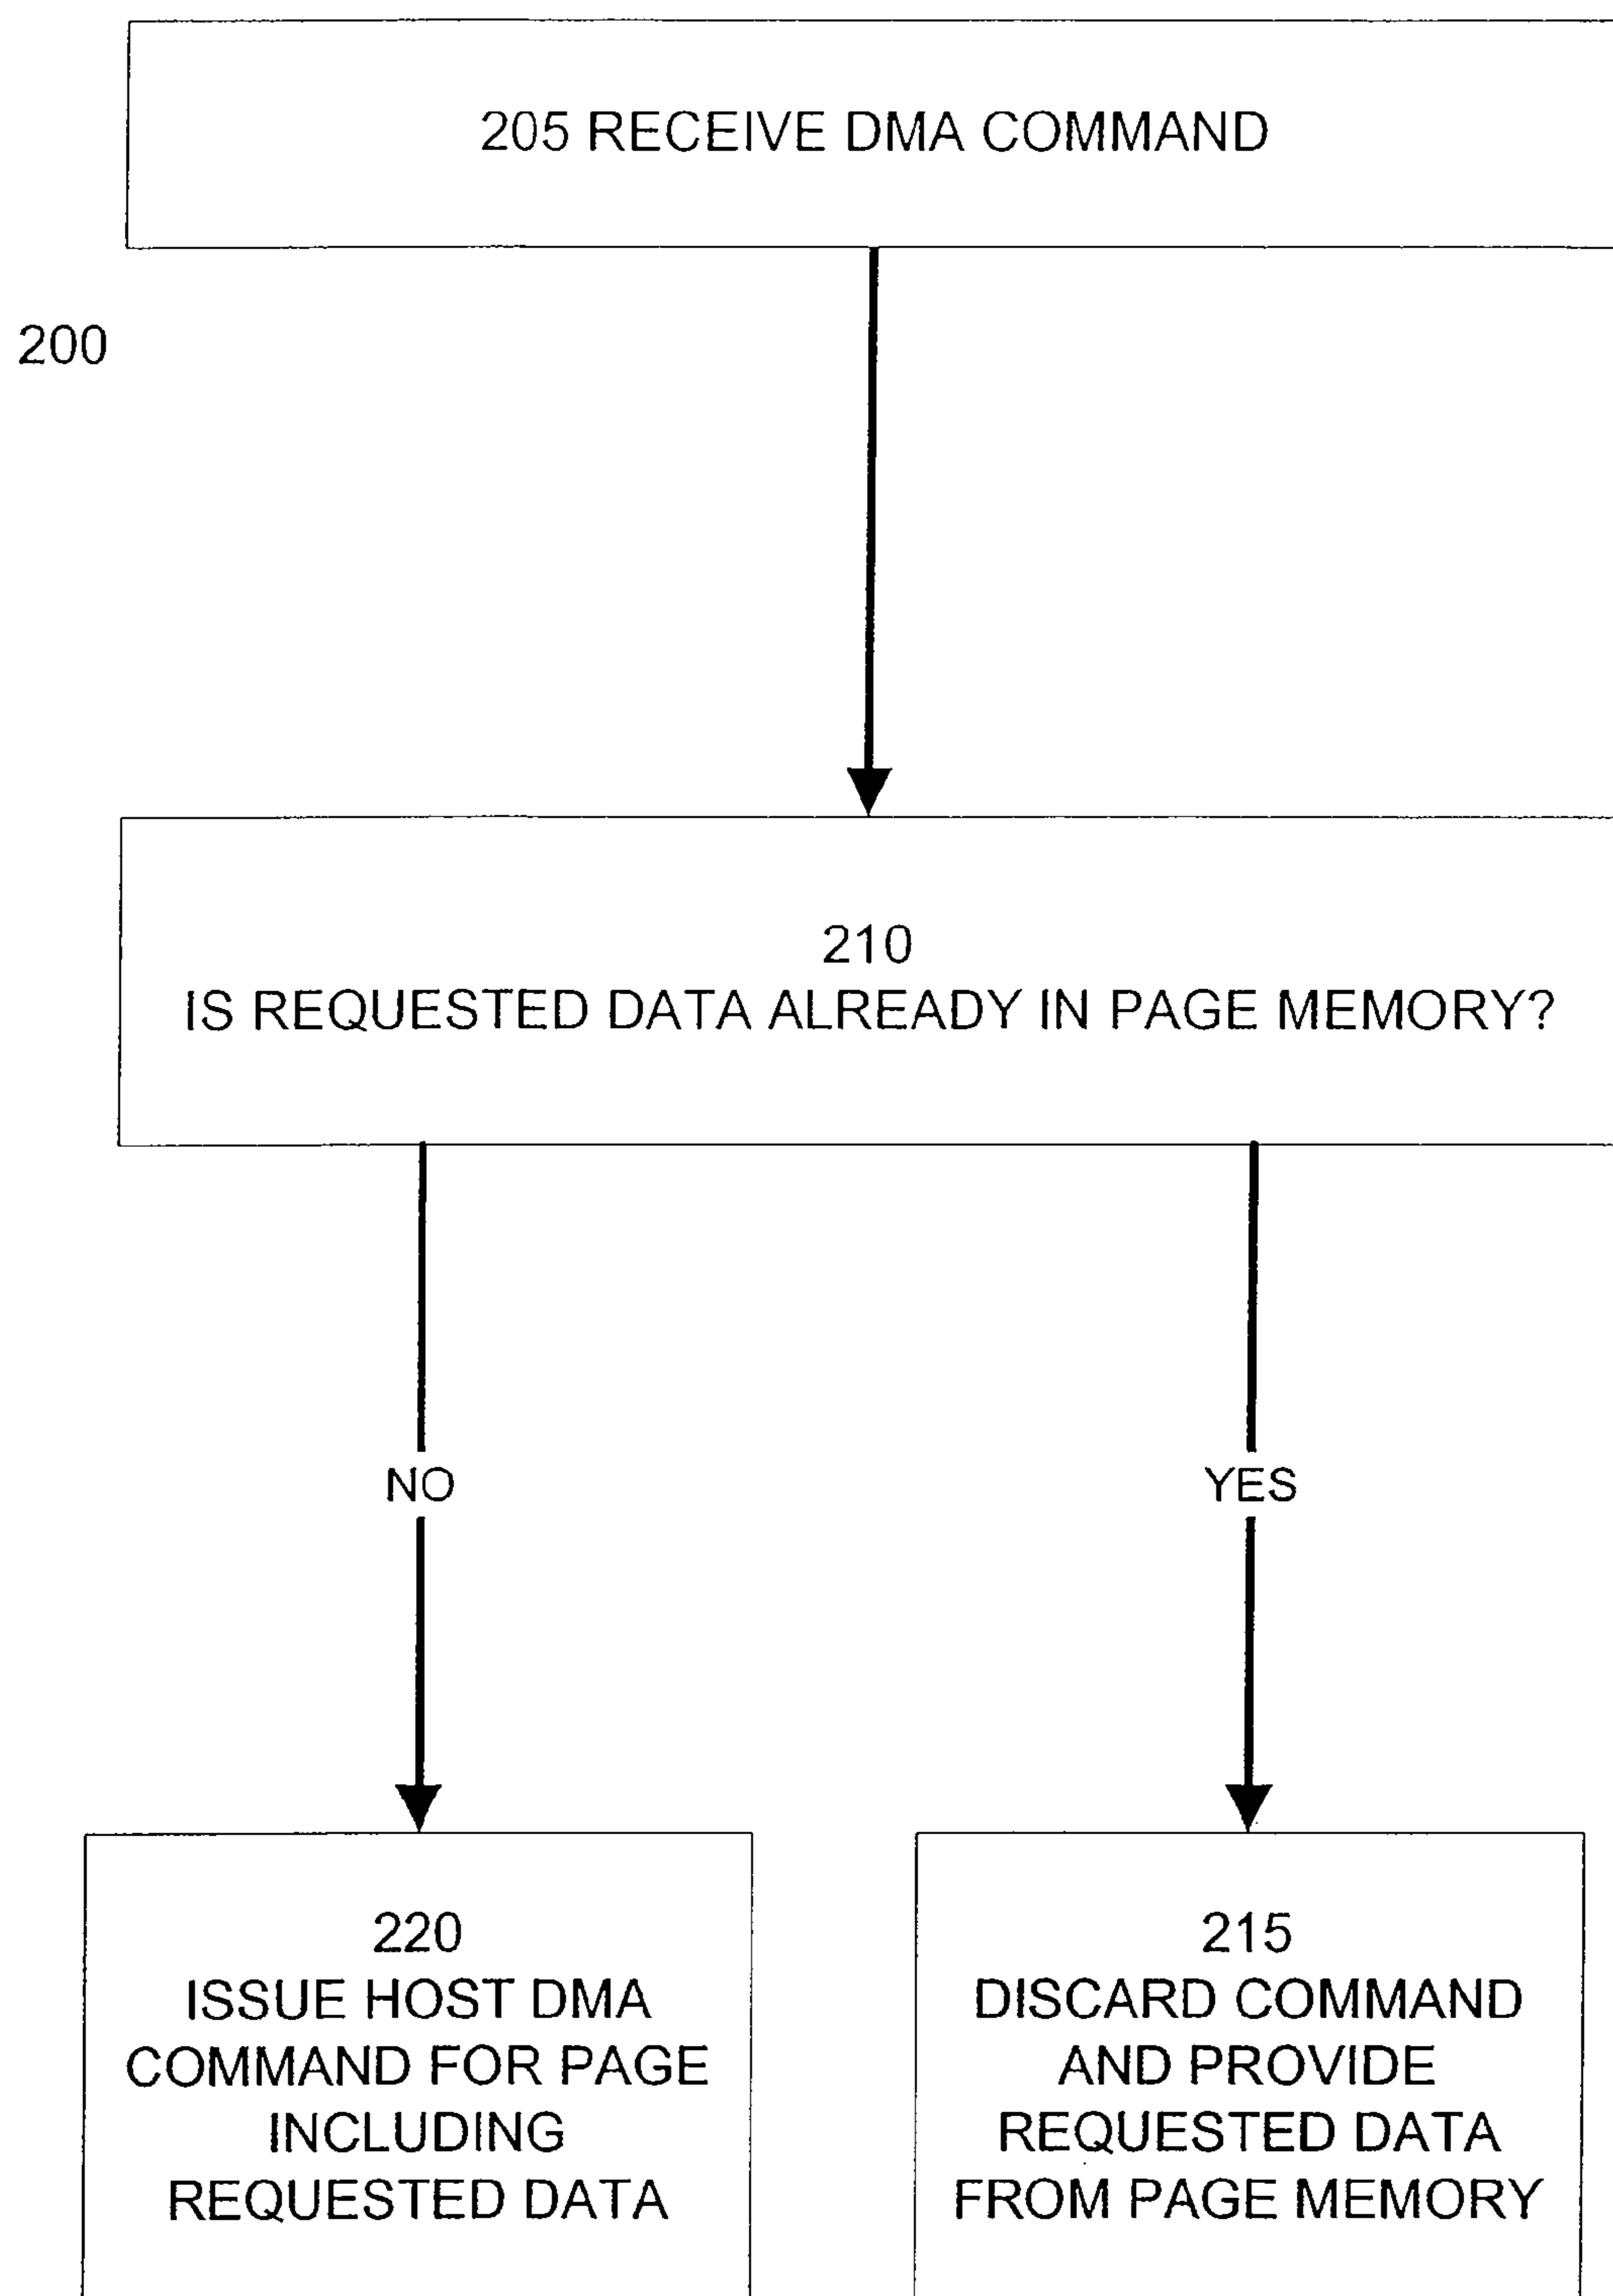 205 RECEIVE DMA COMMAND
200
210
IS REQUESTED DATA ALREADY IN PAGE MEMORY?
NO
YES
220
ISSUE HOST DMA
COMMAND FOR PAGE
INCLUDING
REQUESTED DATA
215
DISCARD COMMAND
AND PROVIDE
REQUESTED DATA
FROM PAGE MEMORY